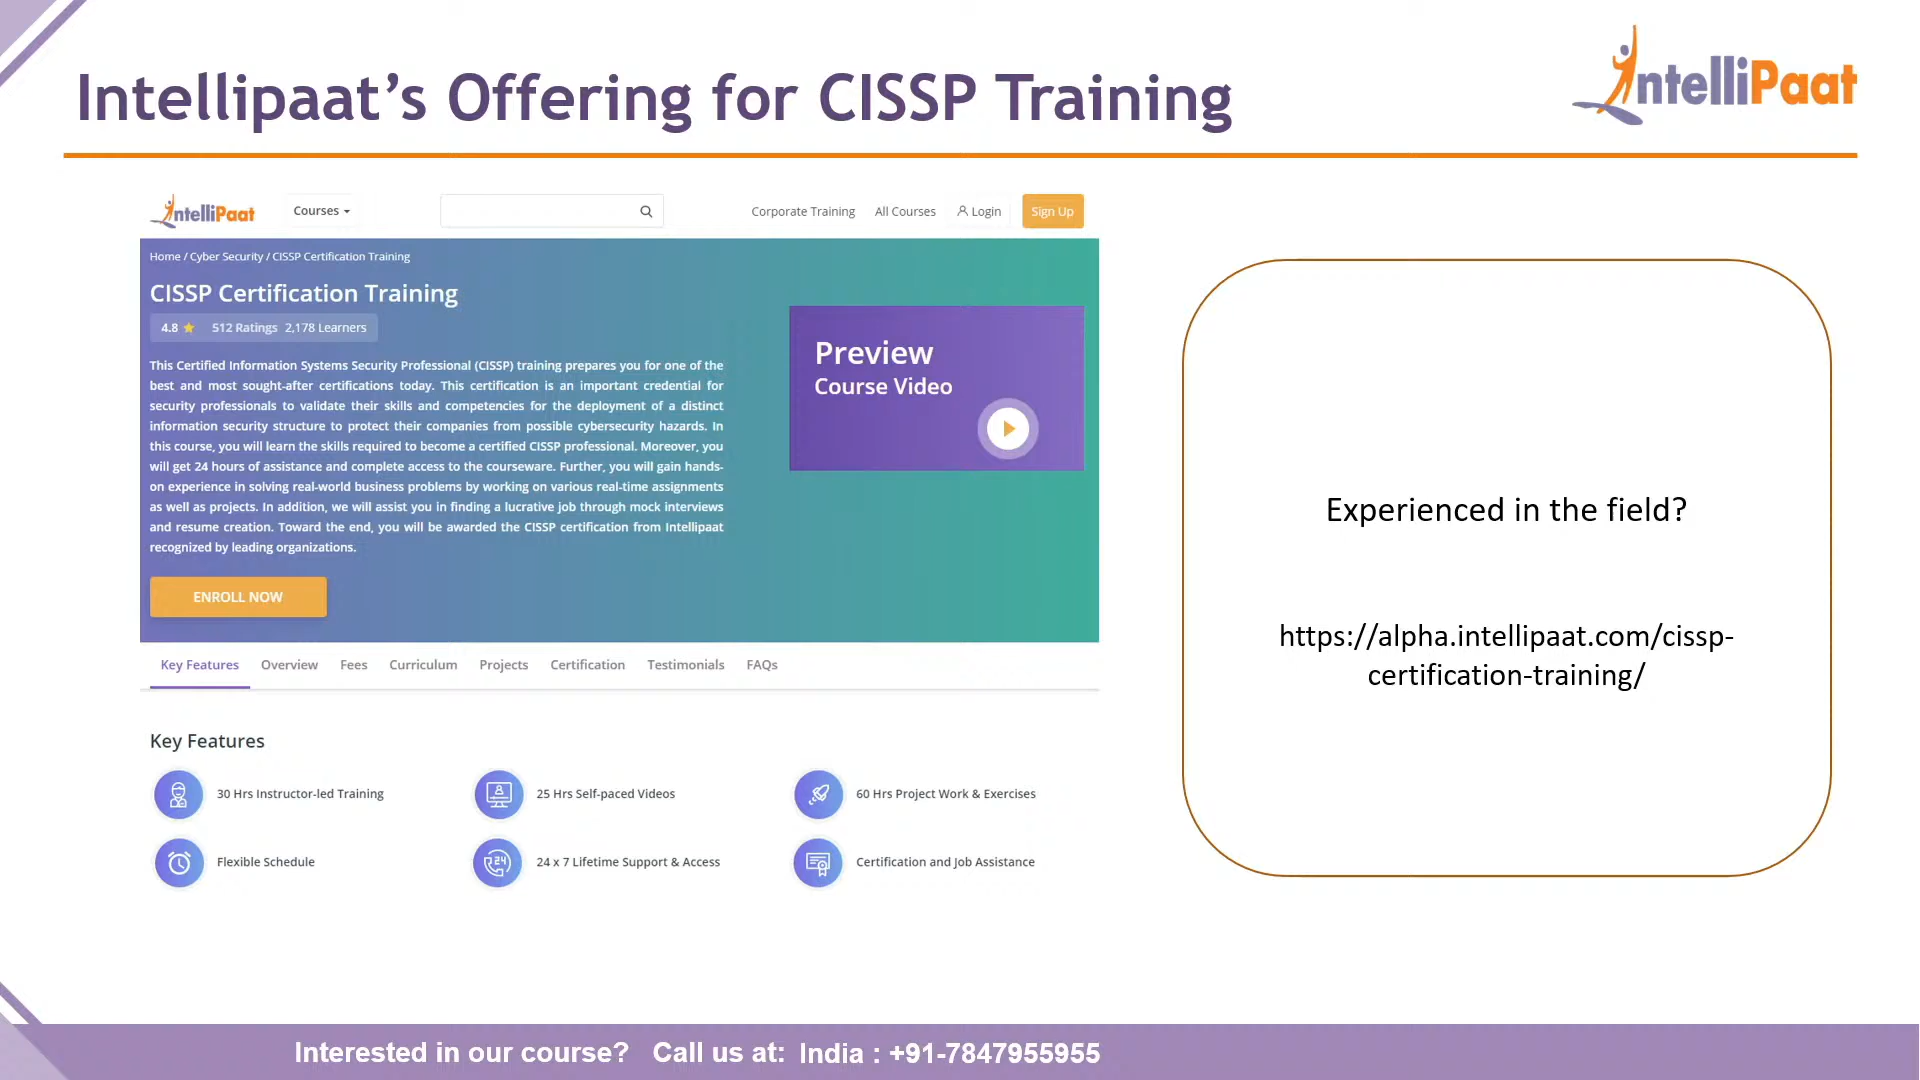 Intellipaat’s Offering for CISSP Training
IntelliPaat
IntelliPaat
Courses
Corporate Training
All Courses
Login
Sign Up
Home / Cyber Security / CISSP Certification Training
CISSP Certification Training
4.8 512 Ratings 2,178 Learners
This Certified Information Systems Security Professional (CISSP) training prepares you for one of the
best and most sought-after certifications today. This certification is an important credential for
security professionals to validate their skills and competencies for the deployment of a distinct
information security structure to protect their companies from possible cybersecurity hazards. In
this course, you will learn the skills required to become a certified CISSP professional. Moreover, you
will get 24 hours of assistance and complete access to the courseware. Further, you will gain hands-
on experience in solving real-world business problems by working on various real-time assignments
as well as projects. In addition, we will assist you in finding a lucrative job through mock interviews
and resume creation. Toward the end, you will be awarded the CISSP certification from Intellipaat
recognized by leading organizations.
ENROLL NOW
Preview
Course Video
Key Features
Overview
Fees
Curriculum
Projects
Certification
Testimonials
FAQs
Key Features
30 Hrs Instructor-led Training
25 Hrs Self-paced Videos
60 Hrs Project Work & Exercises
Flexible Schedule
24
24 x 7 Lifetime Support & Access
Certification and Job Assistance
Experienced in the field?
https://alpha.intellipaat.com/cissp-
certification-training/
Interested in our course? Call us at: India : +91-7847955955